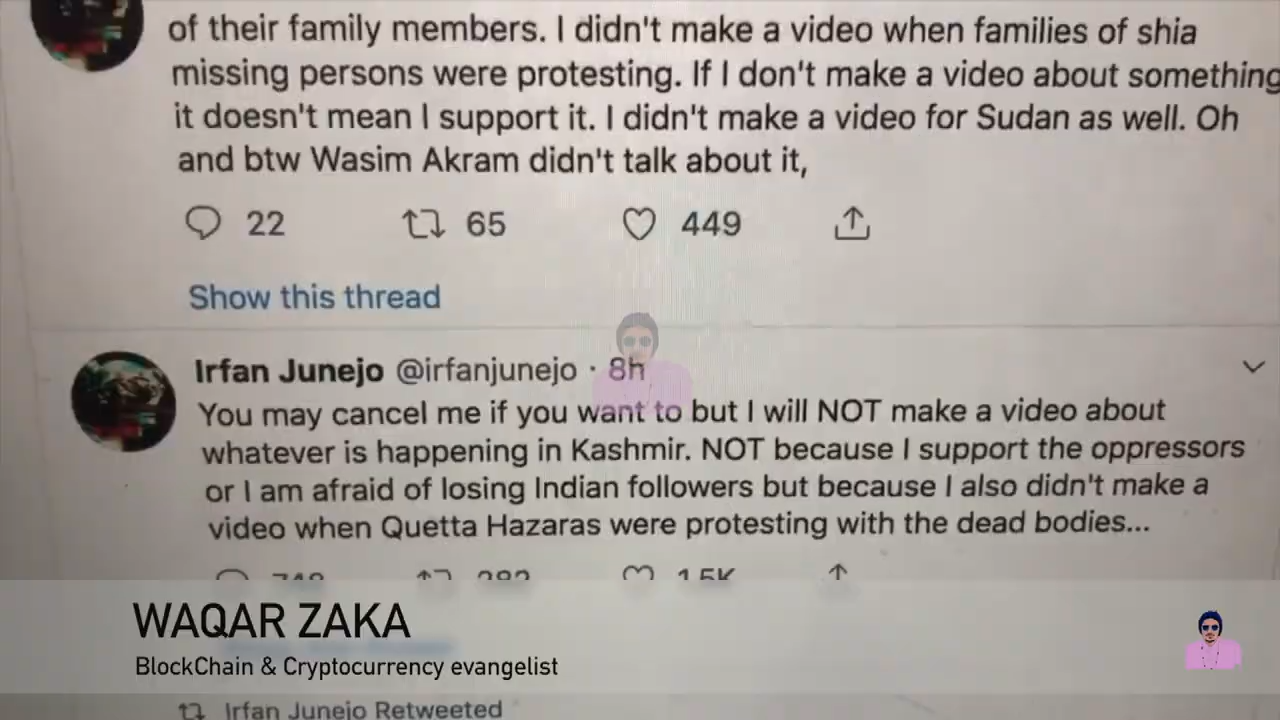 of their family members. I didn't make a video when families of shia
missing persons were protesting. If I don't make a video about something
it doesn't mean I support it. I didn't make a video for Sudan as well. Oh
and btw Wasim Akram didn't talk about it,
22 65 449
Show this thread
Irfan Junejo @irfanjunejo · 8h
You may cancel me if you want to but I will NOT make a video about
whatever is happening in Kashmir. NOT because I support the oppressors
or I am afraid of losing Indian followers but because I also didn't make a
video when Quetta Hazaras were protesting with the dead bodies...
1.5K
WAQAR ZAKA
BlockChain & Cryptocurrency evangelist
Irfan Junejo Retweeted